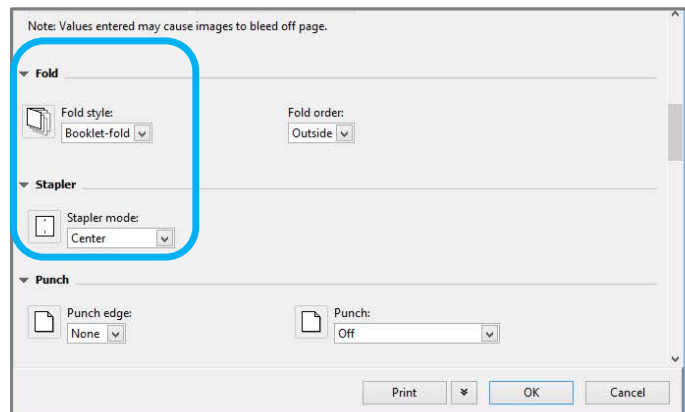 Note: Values entered may cause images to bleed off page.
Fold
Fold style: Fold order:
Booklet-fold Outside
Stapler
Stapler mode:
Center
Punch
Punch edge: Punch:
None Off
Print OK Cancel